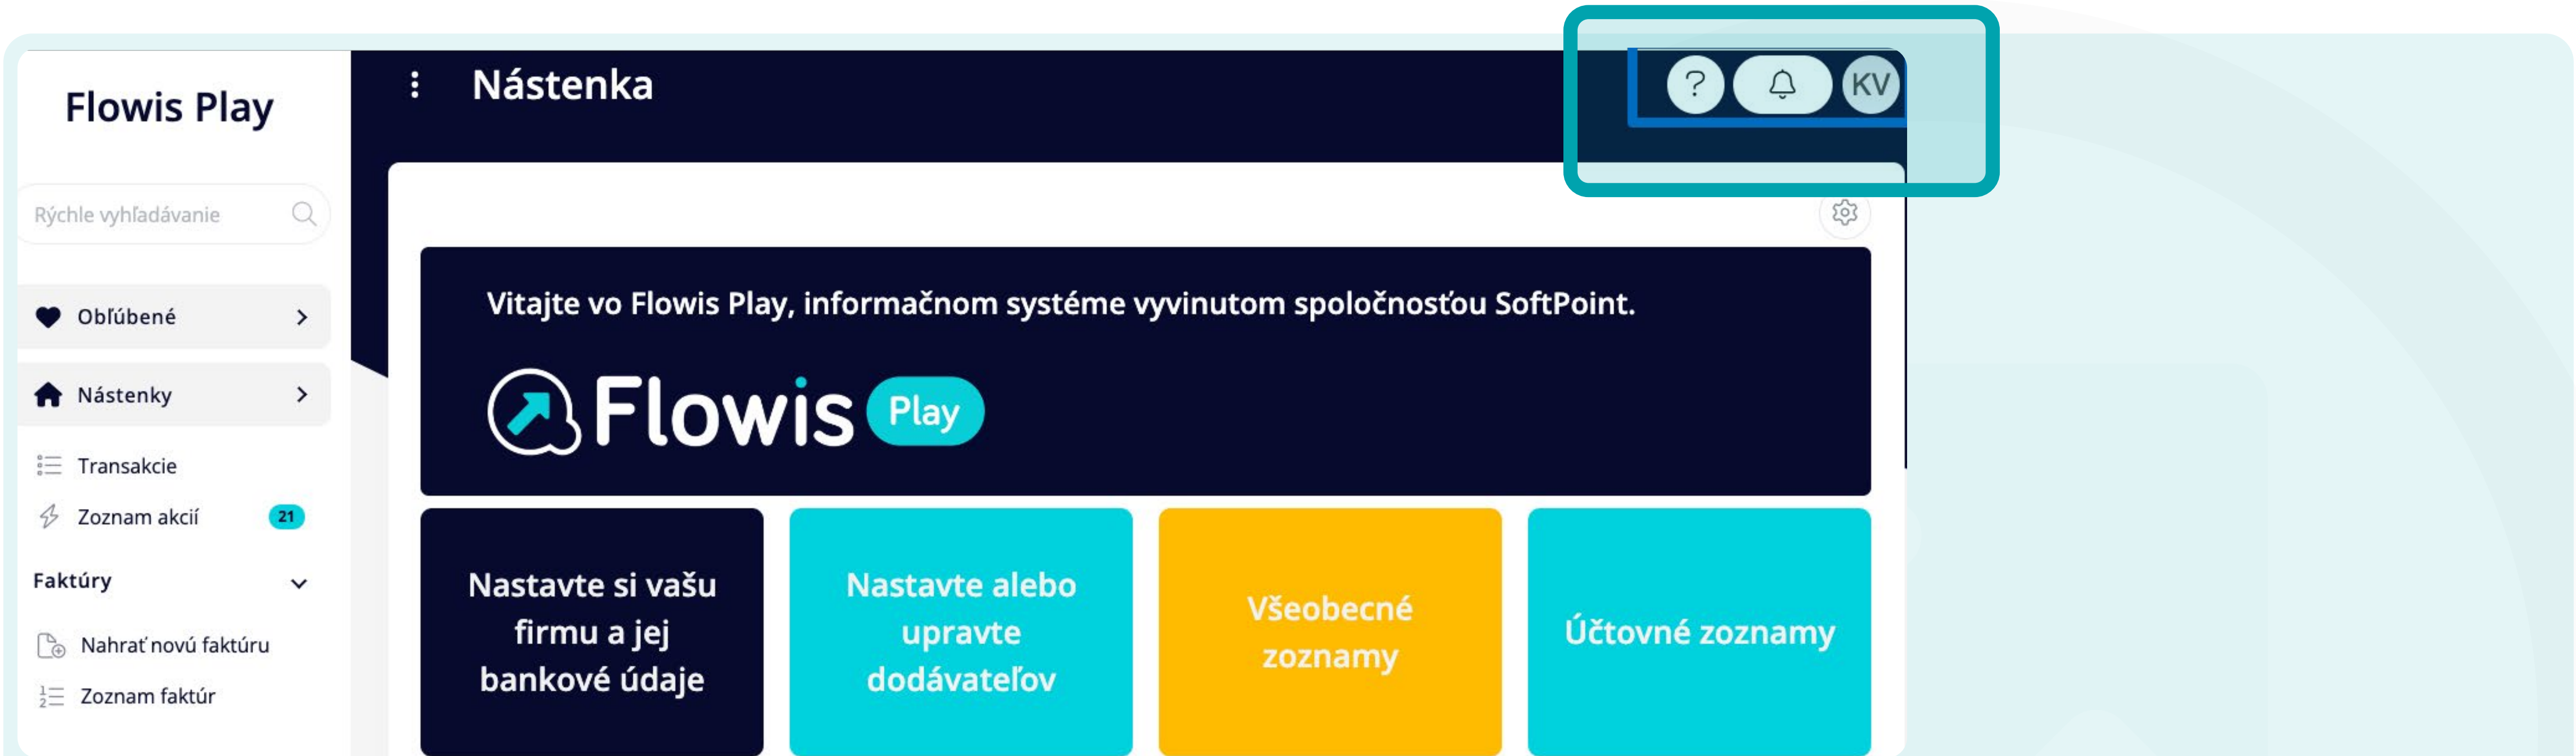 Flowis Play
Rýchle vyhľadávanie
Obľúbené
Nástenky
Transakcie
Zoznam akcií 21
Faktúry
Nahrať novú faktúru
Zoznam faktúr
Nástenka
? KV
Vitajte vo Flowis Play, informačnom systéme vyvinutom spoločnosťou SoftPoint.
Flowis Play
Nastavte si vašu
firmu a jej
bankové údaje
Nastavte alebo
upravte
dodávateľov
Všeobecné
zoznamy
Účtovné zoznamy